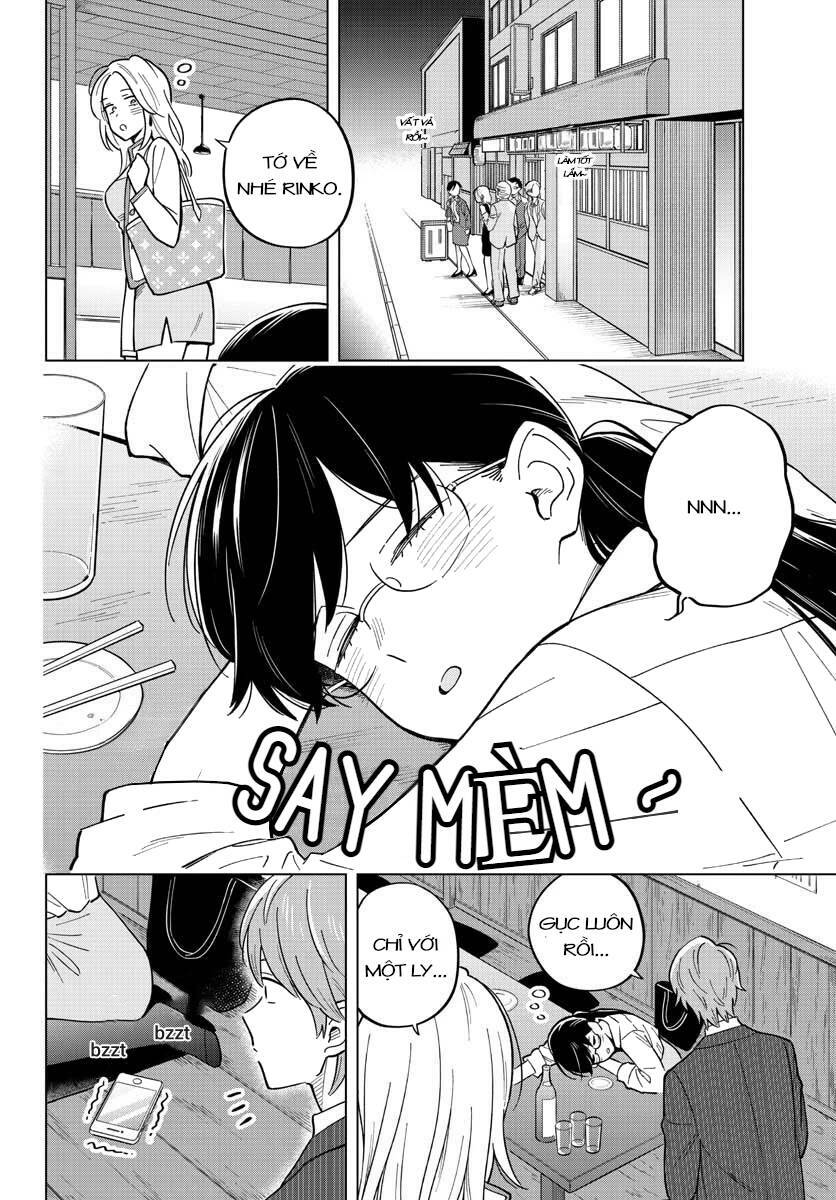 VẤT VẢ
RỒI~
LÀM TỐT
LẮM~
TỚ VỀ
NHÉ RINKO.
NNN...
SAY MÈM ~
GỤC LUÔN
RỒI...
CHỈ VỚI
MỘT LY...
bzzt
bzzt